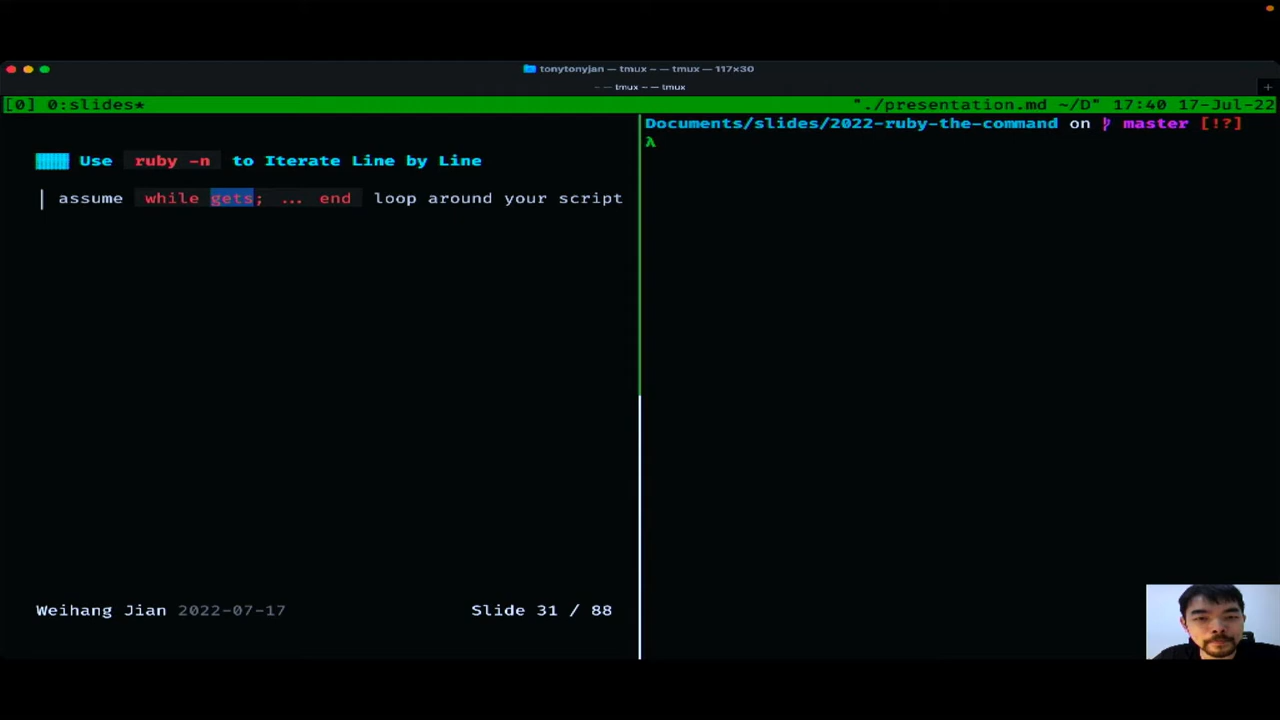 tonytonyjan — tmux – — tmux — 117×30
~ — tmux – — tmux
+
[0] 0:slides* "./presentation.md ~/D" 17:40 17-Jul-22
Use ruby -n to Iterate Line by Line
assume while gets; ... end loop around your script
Weihang Jian 2022-07-17 Slide 31 / 88
Documents/slides/2022-ruby-the-command on master [!?]
λ